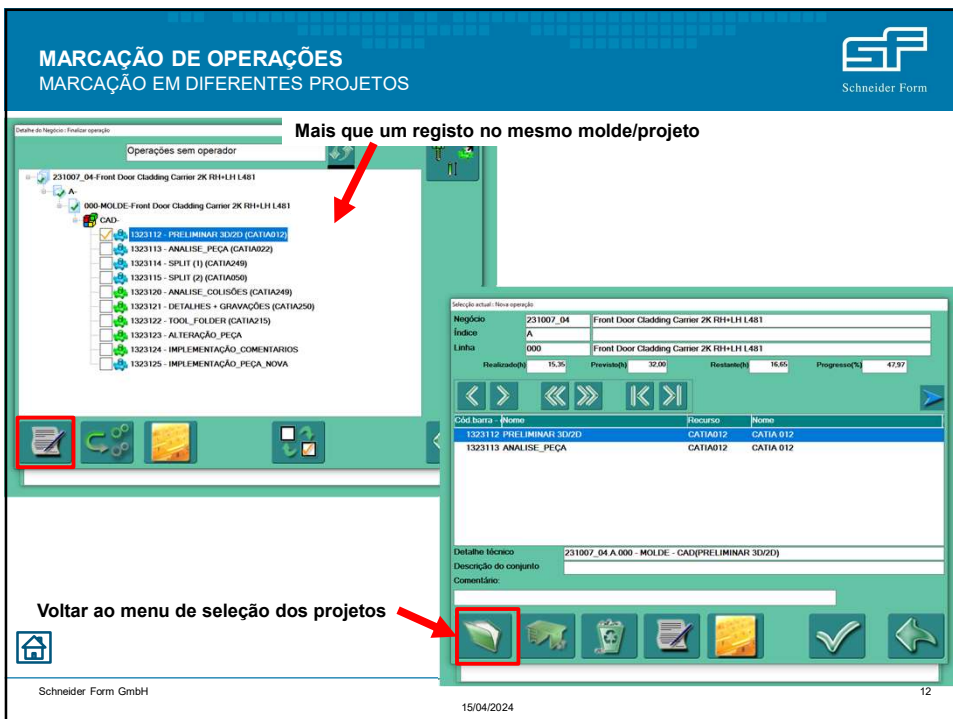 MARCAÇÃO DE OPERAÇÕES
MARCAÇÃO EM DIFERENTES PROJETOS
SF
Schneider Form
Mais que um registo no mesmo molde/projeto
Detalhe do Negócio : Finalizar operação
Operações sem operador
231007_04-Front Door Cladding Carrier 2K RH+LH L481
A-
000-MOLDE-Front Door Cladding Carrier 2K RH+LH L481
CAD-
1323112 - PRELIMINAR 3D/2D (CATIA012)
1323113 - ANALISE_PEÇA (CATIA022)
1323114 - SPLIT (1) (CATIA249)
1323115 - SPLIT (2) (CATIA050)
1323120 - ANALISE_COLISÕES (CATIA249)
1323121 - DETALHES + GRAVAÇÕES (CATIA250)
1323122 - TOOL_FOLDER (CATIA215)
1323123 - ALTERAÇÃO_PEÇA
1323124 - IMPLEMENTAÇÃO_COMENTARIOS
1323125 - IMPLEMENTAÇÃO_PEÇA_NOVA
Selecção actual : Nova operação
Negócio 231007_04 Front Door Cladding Carrier 2K RH+LH L481
Índice A
Linha 000 Front Door Cladding Carrier 2K RH+LH L481
Realizado(h) 15,35 Previsto(h) 32,00 Restante(h) 16,65 Progresso(%) 47,97
Cód.barra - Nome Recurso Nome
1323112 PRELIMINAR 3D/2D CATIA012 CATIA 012
1323113 ANALISE_PEÇA CATIA012 CATIA 012
Detalhe técnico 231007_04.A.000 - MOLDE - CAD(PRELIMINAR 3D/2D)
Descrição do conjunto
Comentário:
Voltar ao menu de seleção dos projetos
Schneider Form GmbH
15/04/2024
12